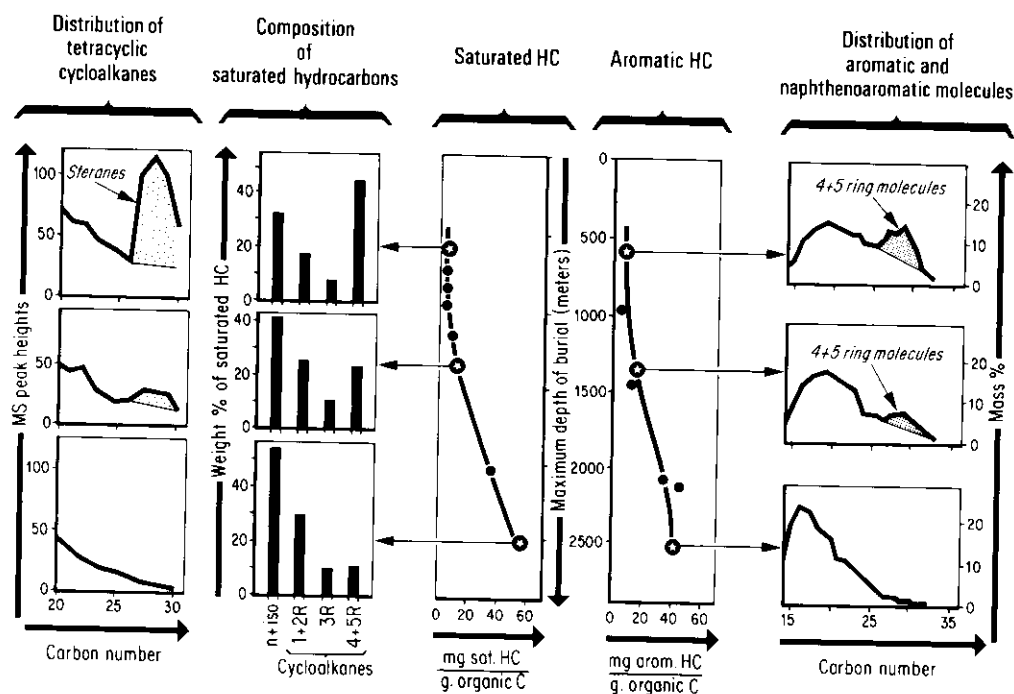 Distribution of
tetracyclic
cycloalkanes
Composition
of
saturated hydrocarbons
Saturated HC
Aromatic HC
Distribution of
aromatic and
naphthenoaromatic molecules
MS peak heights
100
50
0
Steranes
50
0
100
50
0
20
30
Carbon number
Weight % of saturated HC
40
20
0
40
20
0
40
20
0
n+iso
1+2R
3R
4+5R
Cycloalkanes
0 20 40 60
mg sat. HC
g. organic C
Maximum depth of burial (meters)
0
500
1000
1500
2000
2500
0 20 40 60
mg arom. HC
g. organic C
4+5 ring molecules
20
10
0
4+5 ring molecules
20
10
0
20
10
0
Mass %
15 20 25 30 35
Carbon number